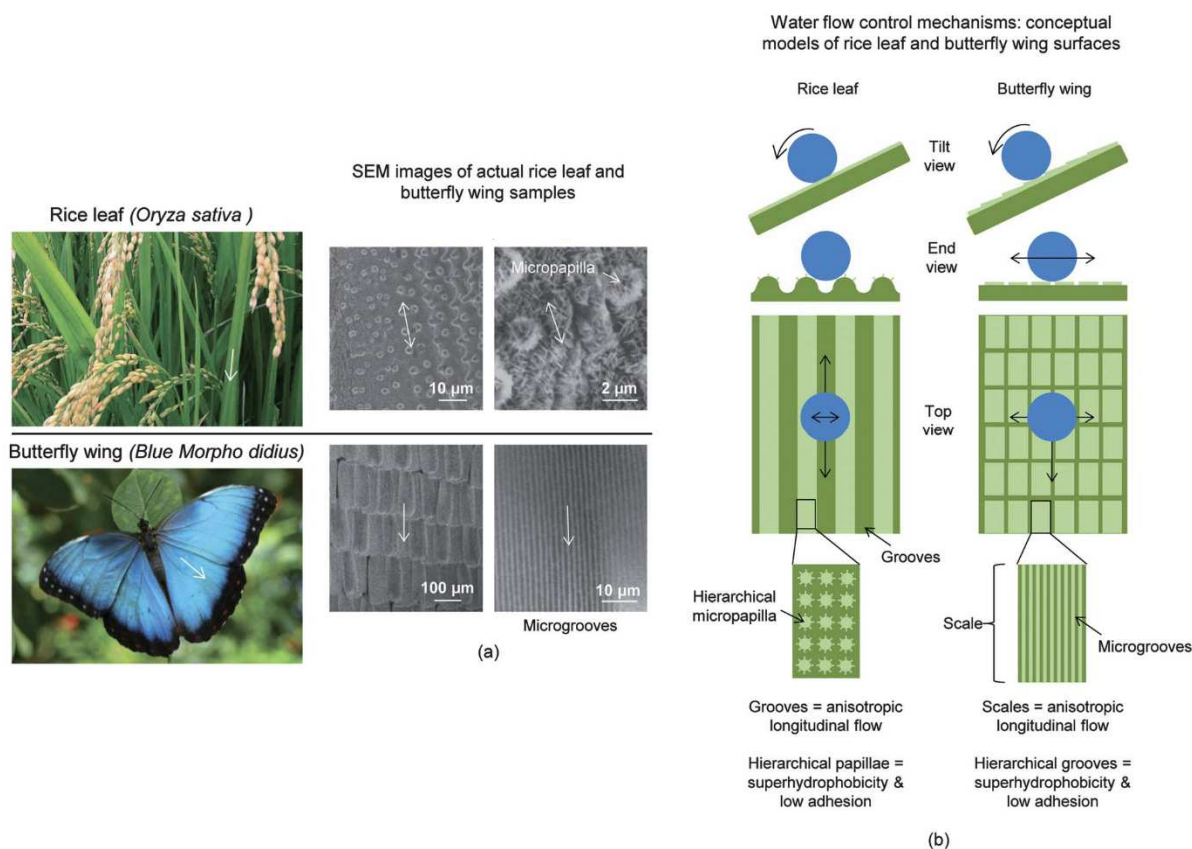 SEM images of actual rice leaf and
butterfly wing samples
Rice leaf (Oryza sativa )
Micropapilla
10 µm
2 µm
Butterfly wing (Blue Morpho didius)
100 µm
10 µm
Microgrooves
(a)
Water flow control mechanisms: conceptual
models of rice leaf and butterfly wing surfaces
Rice leaf
Butterfly wing
Tilt
view
End
view
Top
view
Grooves
Hierarchical
micropapilla
Scale
Microgrooves
Grooves = anisotropic
longitudinal flow
Scales = anisotropic
longitudinal flow
Hierarchical papillae =
superhydrophobicity &
low adhesion
Hierarchical grooves =
superhydrophobicity &
low adhesion
(b)